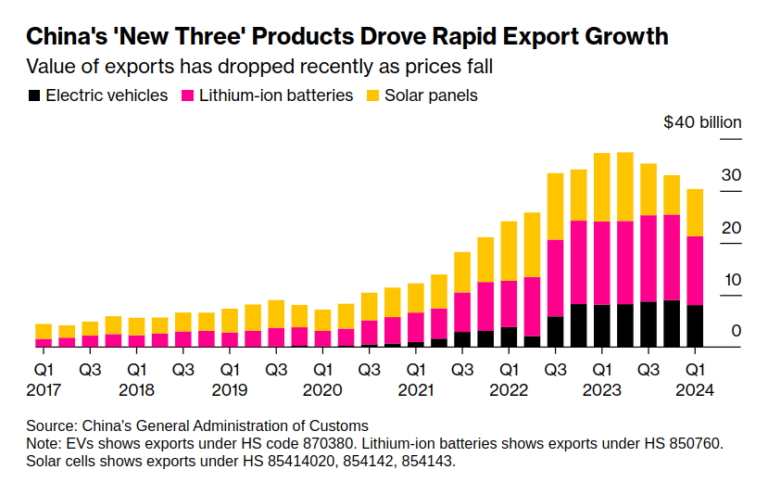 China's 'New Three' Products Drove Rapid Export Growth
Value of exports has dropped recently as prices fall
Electric vehicles Lithium-ion batteries Solar panels
$40 billion
30
20
10
0
Q1 Q3 Q1 Q3 Q1 Q3 Q1 Q3 Q1 Q3 Q1 Q3 Q1 Q3 Q1
2017 2018 2019 2020 2021 2022 2023 2024
Source: China's General Administration of Customs
Note: EVs shows exports under HS code 870380. Lithium-ion batteries shows exports under HS 850760.
Solar cells shows exports under HS 85414020, 854142, 854143.